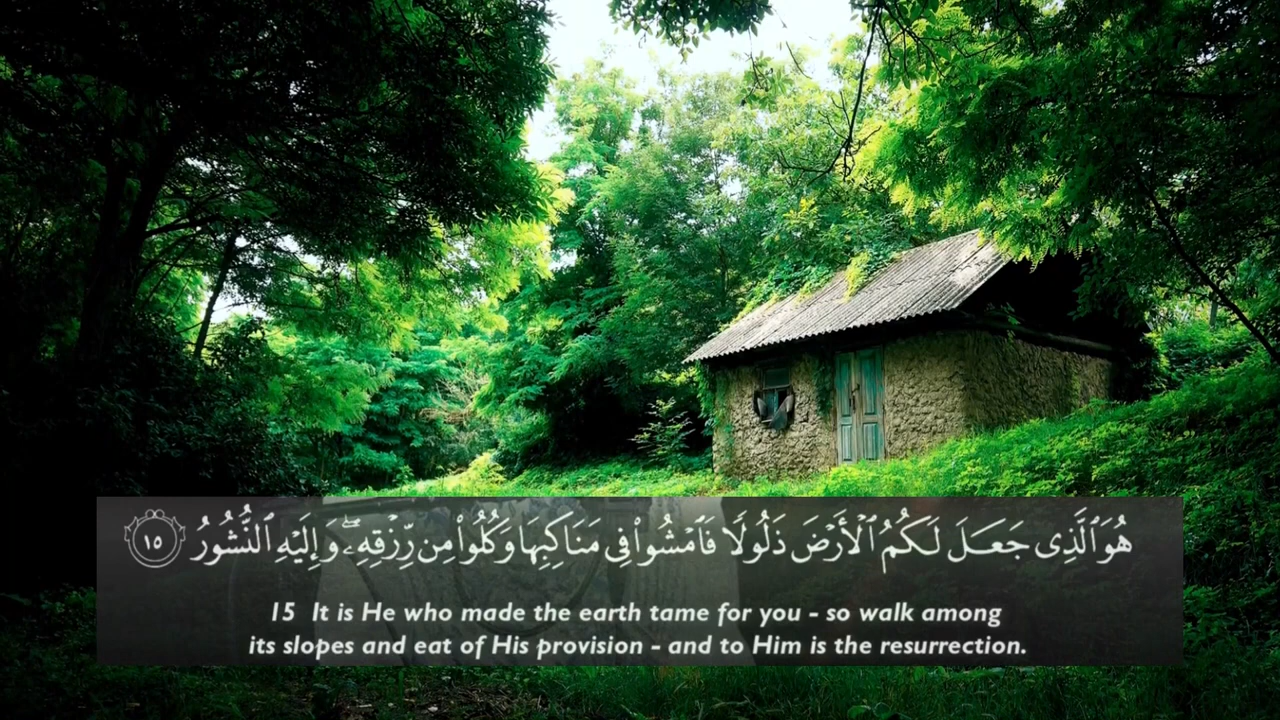 هُوَ ٱلَّذِى جَعَلَ لَكُمُ ٱلْأَرْضَ ذَلُولًا فَٱمْشُوا۟ فِى مَنَاكِبِهَا وَكُلُوا۟ مِن رِّزْقِهِۦ ۖ وَإِلَيْهِ ٱلنُّشُورُ ١٥
15 It is He who made the earth tame for you - so walk among
its slopes and eat of His provision - and to Him is the resurrection.